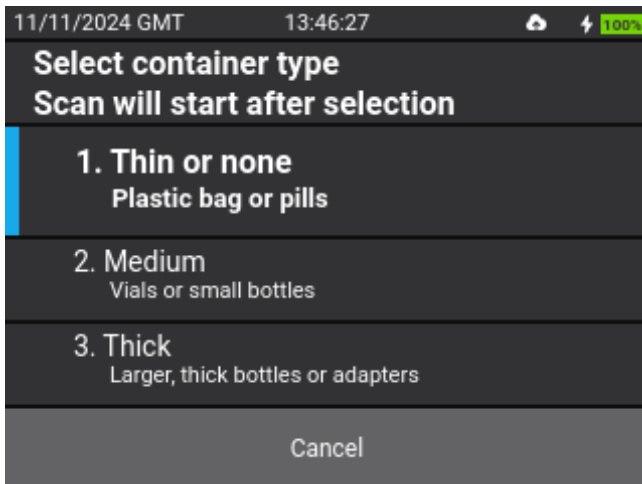 11/11/2024 GMT 13:46:27 100%
Select container type
Scan will start after selection
1. Thin or none
Plastic bag or pills
2. Medium
Vials or small bottles
3. Thick
Larger, thick bottles or adapters
Cancel